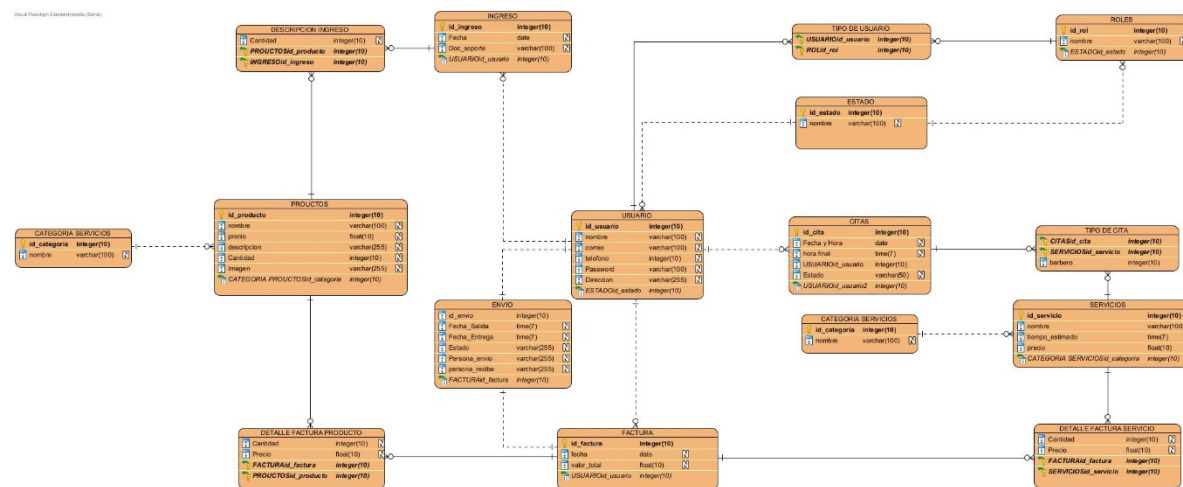 Visual Paradigm Standard(
DESCRIPCION INGRESO
Cantidad integer(10) N
PROUCTOSid_producto integer(10)
INGRESOid_ingreso integer(10)
INGRESO
id_ingreso integer(10)
Fecha date N
Doc_soporte varchar(100) N
USUARIOid_usuario integer(10)
TIPO DE USUARIO
USUARIOid_usuario integer(10)
ROLid_rol integer(10)
ROLES
id_rol integer(10)
nombre varchar(100) N
ESTADOid_estado integer(10)
ESTADO
id_estado integer(10)
nombre varchar(100) N
CATEGORIA SERVICIOS
id_categoria integer(10)
nombre varchar(100) N
PROUCTOS
id_producto integer(10)
nombre varchar(100) N
precio float(10) N
descripcion varchar(255) N
Cantidad integer(10) N
Imagen varchar(255) N
CATEGORIA PROUCTOSid_categoria integer(10)
USUARIO
id_usuario integer(10)
nombre varchar(100) N
correo varchar(100) N
telefono integer(10) N
Password varchar(100) N
Direccion varchar(255) N
ESTADOid_estado integer(10)
CITAS
id_cita integer(10)
Fecha y Hora date N
hora final time(7) N
USUARIOid_usuario integer(10)
Estado varchar(50) N
USUARIOid_usuario2 integer(10)
TIPO DE CITA
CITASid_cita integer(10)
SERVICIOSid_servicio integer(10)
barbero integer(10)
ENVIO
id_envio integer(10)
Fecha_Salida time(7) N
Fecha_Entrega time(7) N
Estado varchar(255) N
Persona_envio varchar(255) N
persona_recibe varchar(255) N
FACTURAid_factura integer(10)
CATEGORIA SERVICIOS
id_categoria integer(10)
nombre varchar(100) N
SERVICIOS
id_servicio integer(10)
nombre varchar(100
tiempo_estimado time(7)
precio float(10)
CATEGORIA SERVICIOSid_categoria integer(10)
DETALLE FACTURA PRODUCTO
Cantidad integer(10) N
Precio float(10) N
FACTURAid_factura integer(10)
PROUCTOSid_producto integer(10)
FACTURA
id_factura integer(10)
fecha date N
valur_total float(10) N
USUARIOid_usuario integer(10)
DETALLE FACTURA SERVICIO
Cantidad integer(10) N
Precio float(10) N
FACTURAid_factura integer(10)
SERVICIOSid_servicio integer(10)